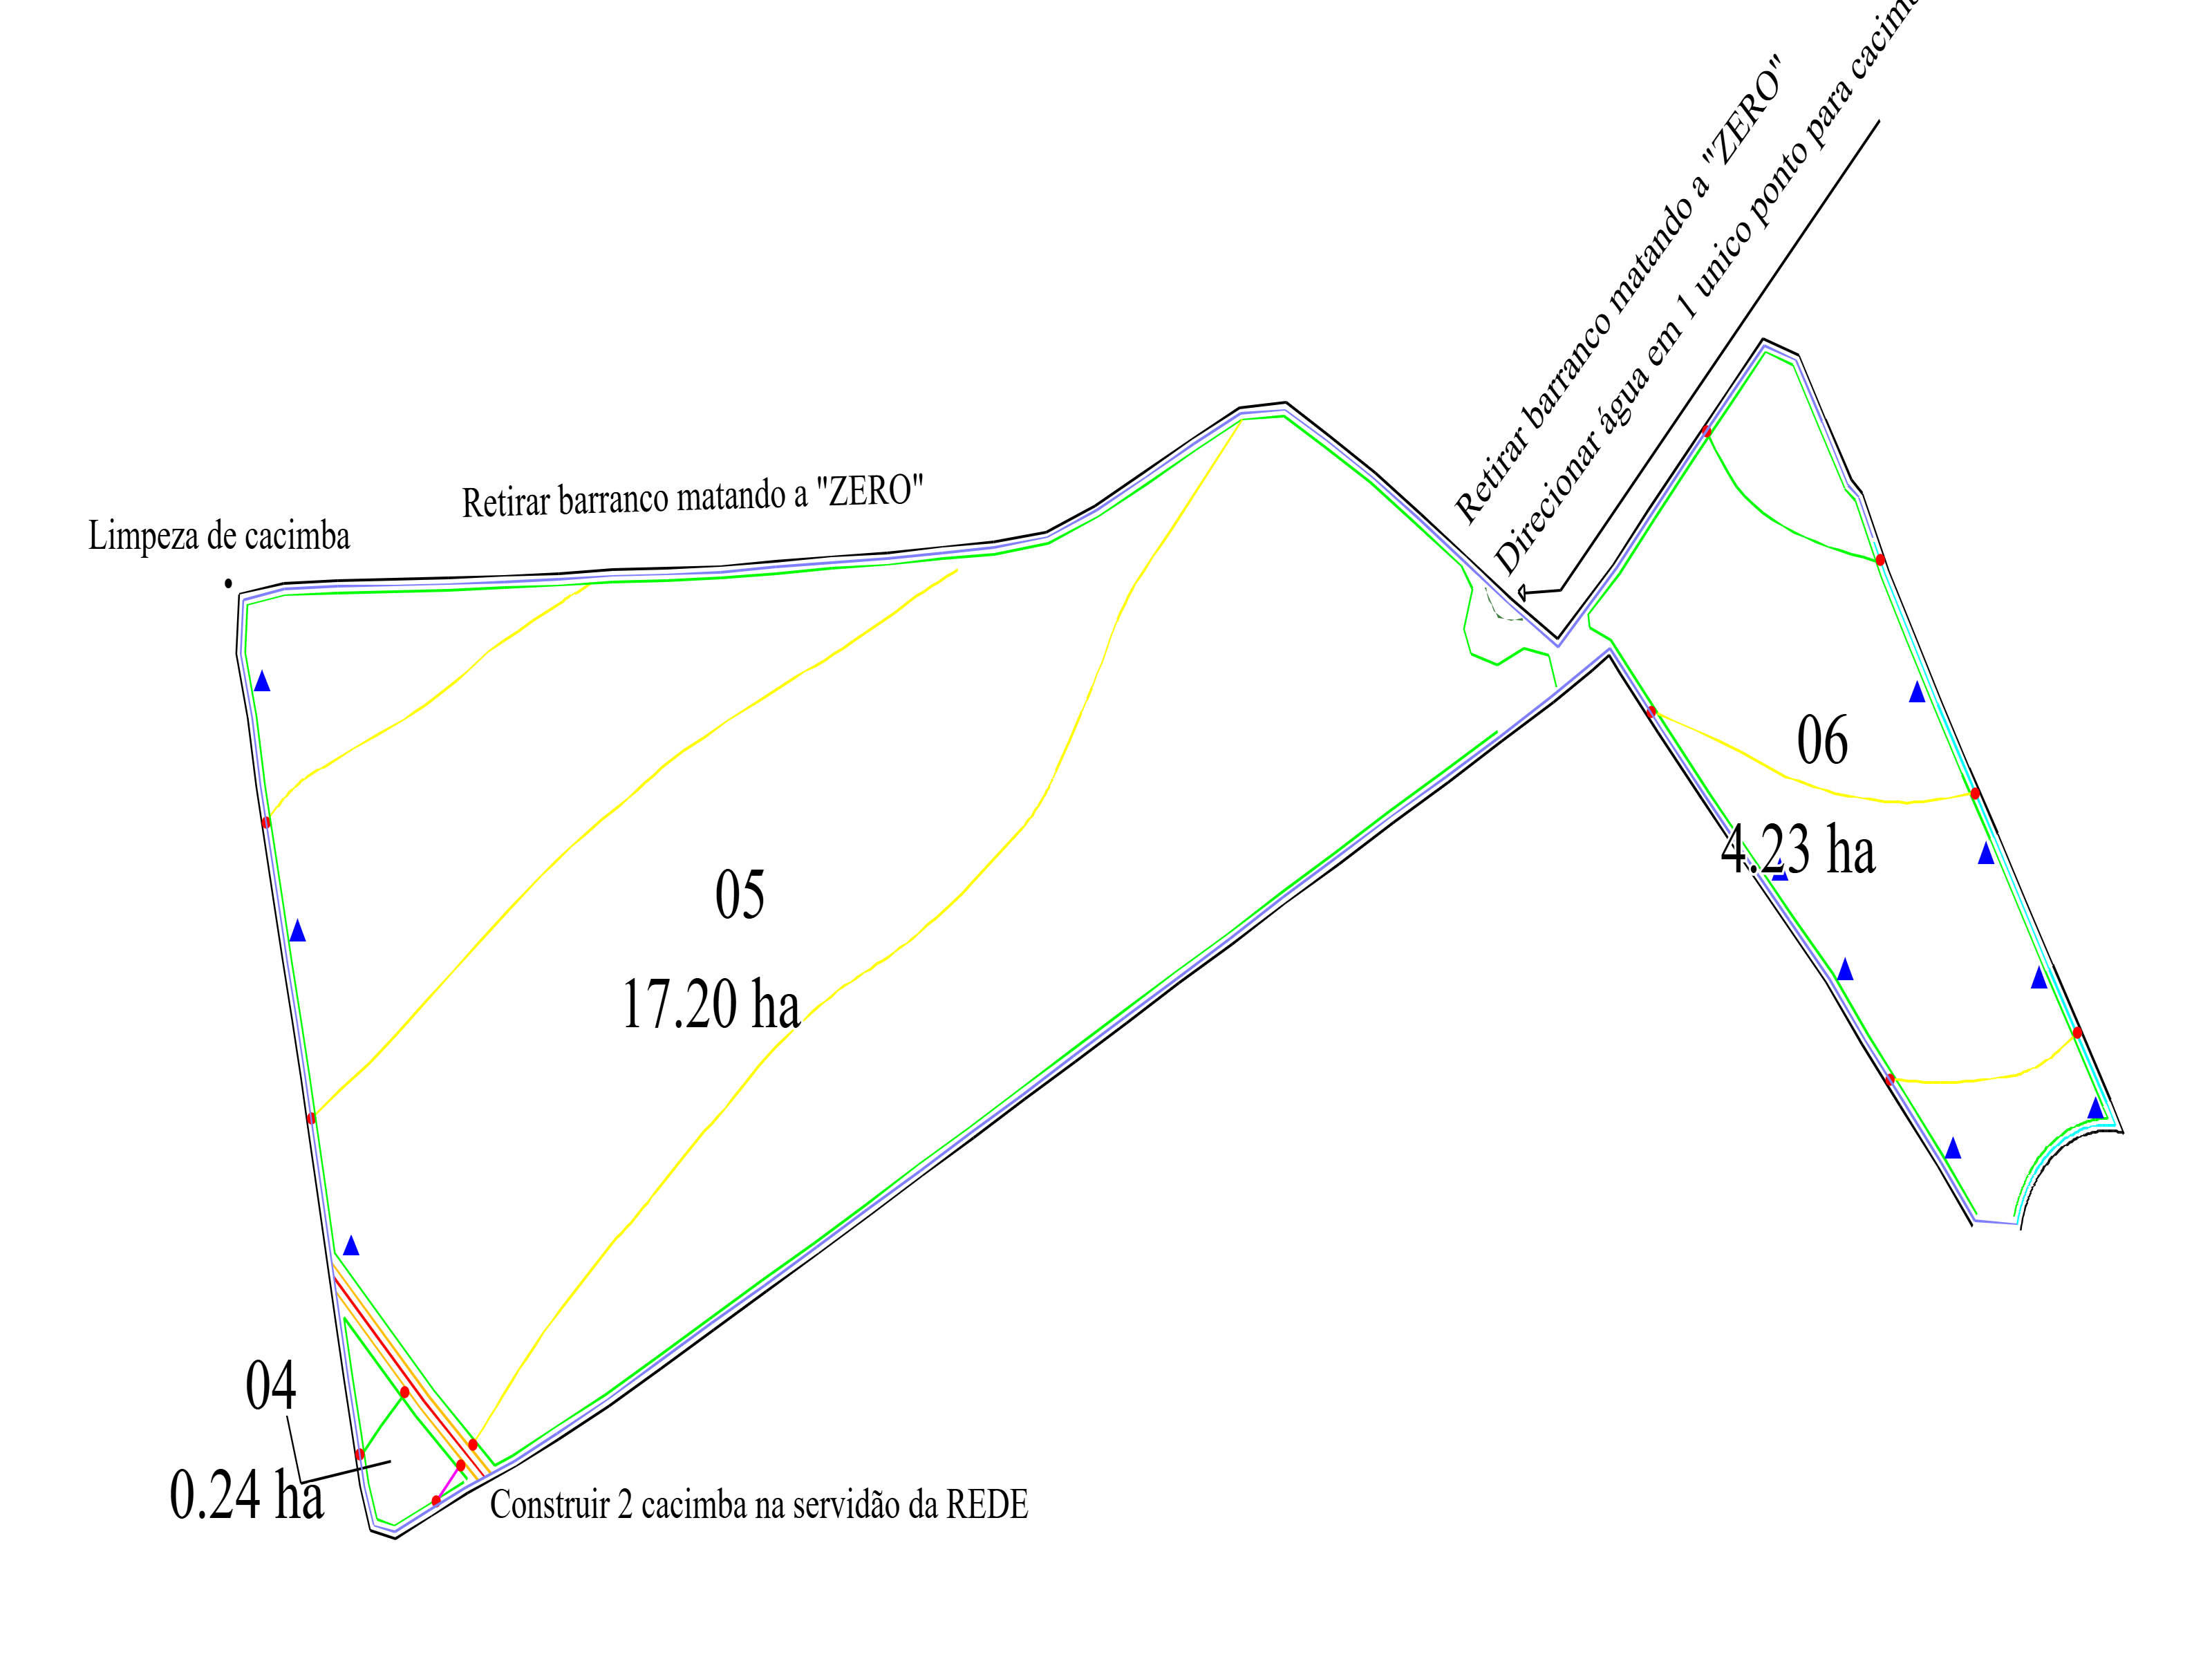 Retirar barranco matando a "ZERO"
Direcionar água em 1 unico ponto para
Retirar barranco matando a "ZERO"
Limpeza de cacimba
06
4.23 ha
05
17.20 ha
04
0.24 ha
Construir 2 cacimba na servidão da REDE